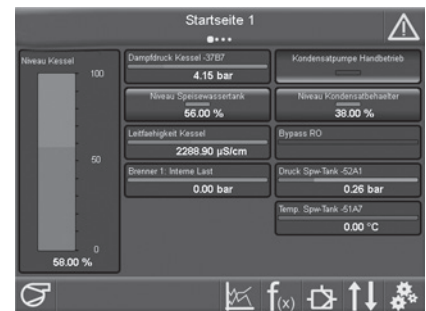 Startseite 1
Niveau Kessel
100
50
0
58.00 %
Dampfdruck Kessel -37B7
4.15 bar
Kondensatpumpe Handbetrieb
Niveau Speisewassertank
56.00 %
Niveau Kondensatbehaelter
38.00 %
Leitfaehigkeit Kessel
2288.90 µS/cm
Bypass RO
Brenner 1: Interne Last
0.00 bar
Druck Spw-Tank -52A1
0.26 bar
Temp. Spw-Tank -51A7
0.00 °C
f(x)